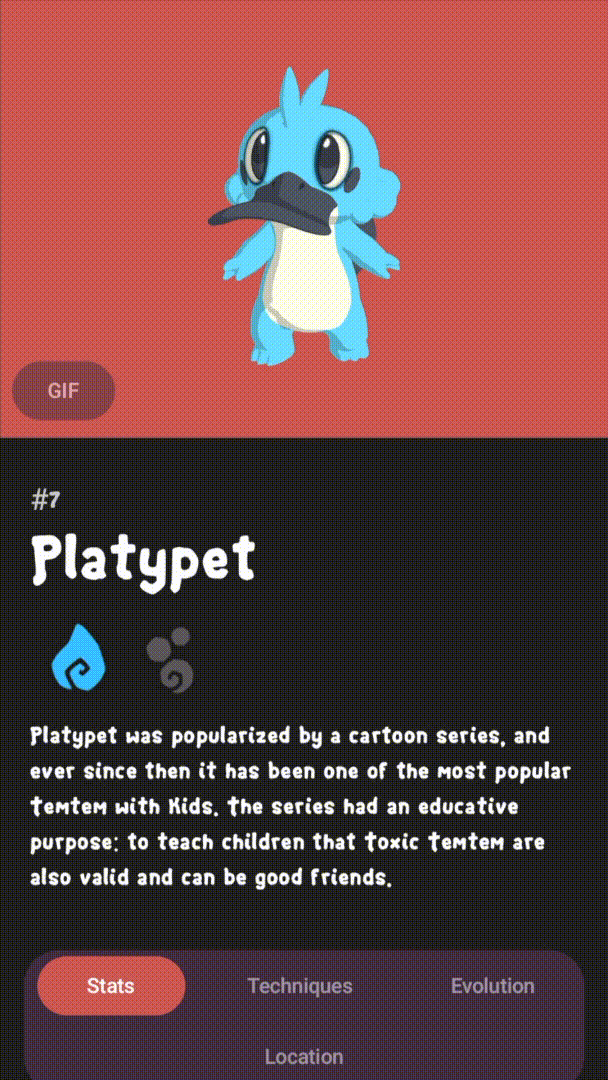 GIF
#7
Platypet
Platypet was popularized by a cartoon series, and
ever since then it has been one of the most popular
Temtem with Kids. The series had an educative
purpose: to teach children that Toxic Temtem are
also valid and can be good friends.
Stats
Techniques
Evolution
Location